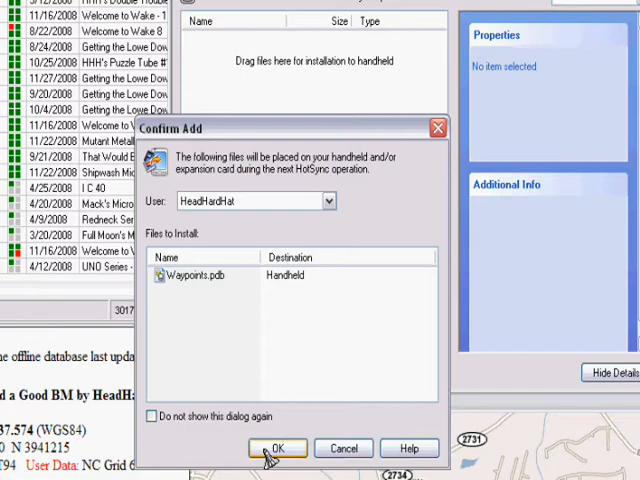 11/16/2008 Welcome to Wake - 1
8/22/2008 Welcome to Wake 8
8/24/2008 Getting the Lowe Dow
10/25/2008 HHH's Puzzle Tube #
11/27/2008 Getting the Lowe Dow
9/20/2008 Getting the Lowe Dow
10/4/2008 Getting the Lowe Dow
11/16/2008 Welcome to V
11/22/2008 Mutant Metall
9/21/2008 That Would B
11/22/2008 Shipwash Mic
4/25/2008 I C 40
4/20/2008 Mack's Micro
4/9/2008 Redneck Ser
3/20/2008 Full Moon's M
11/16/2008 Welcome to V
4/12/2008 UNO Series -
3017
Name Size Type
Drag files here for installation to handheld
Properties
No item selected
Additional Info
Hide Details
Confirm Add
The following files will be placed on your handheld and/or
expansion card during the next HotSync operation.
User: HeadHardHat
Files to Install:
Name Destination
Waypoints.pdb Handheld
Do not show this dialog again
OK Cancel Help
he offline database last upda
d a Good BM by HeadHa
37.574 (WGS84)
0 N 3941215
T94 User Data: NC Grid 6
2731
2734